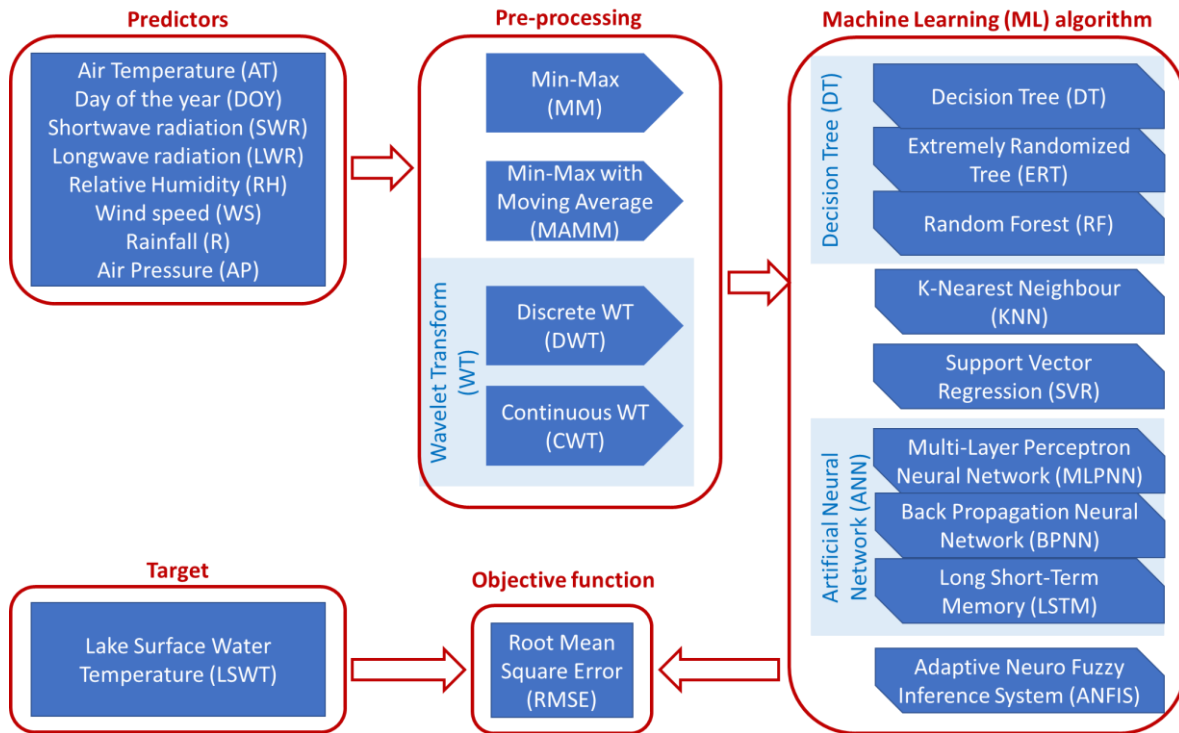 Predictors
Air Temperature (AT)
Day of the year (DOY)
Shortwave radiation (SWR)
Longwave radiation (LWR)
Relative Humidity (RH)
Wind speed (WS)
Rainfall (R)
Air Pressure (AP)
Pre-processing
Min-Max
(MM)
Min-Max with
Moving Average
(MAMM)
Wavelet Transform
(WT)
Discrete WT
(DWT)
Continuous WT
(CWT)
Machine Learning (ML) algorithm
Decision Tree (DT)
Decision Tree (DT)
Extremely Randomized
Tree (ERT)
Random Forest (RF)
K-Nearest Neighbour
(KNN)
Support Vector
Regression (SVR)
Artificial Neural
Network (ANN)
Multi-Layer Perceptron
Neural Network (MLPNN)
Back Propagation Neural
Network (BPNN)
Long Short-Term
Memory (LSTM)
Adaptive Neuro Fuzzy
Inference System (ANFIS)
Target
Lake Surface Water
Temperature (LSWT)
Objective function
Root Mean
Square Error
(RMSE)